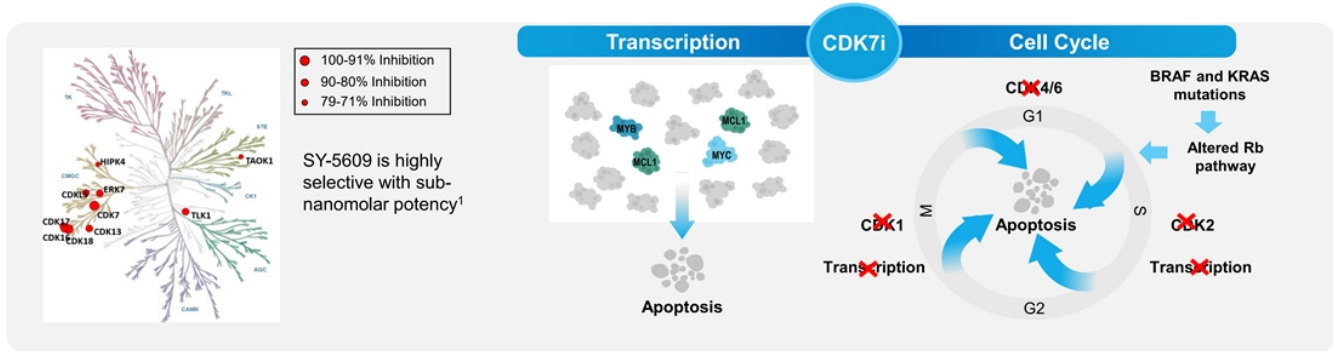 TK
TKL
STE
CK1
AGC
CAMK
CMGC
HIPK4
TAOK1
ERK7
CDK7
TLK1
CDK17
CDK16
CDK18
CDK13
100-91% Inhibition
90-80% Inhibition
79-71% Inhibition
SY-5609 is highly
selective with sub-
nanomolar potency1
Transcription
CDK7i
Cell Cycle
MYB
MCL1
MCL1
MYC
Apoptosis
CDK4/6
G1
BRAF and KRAS
mutations
Altered Rb
pathway
M
S
Apoptosis
CDK1
CDK2
Transcription
Transcription
G2